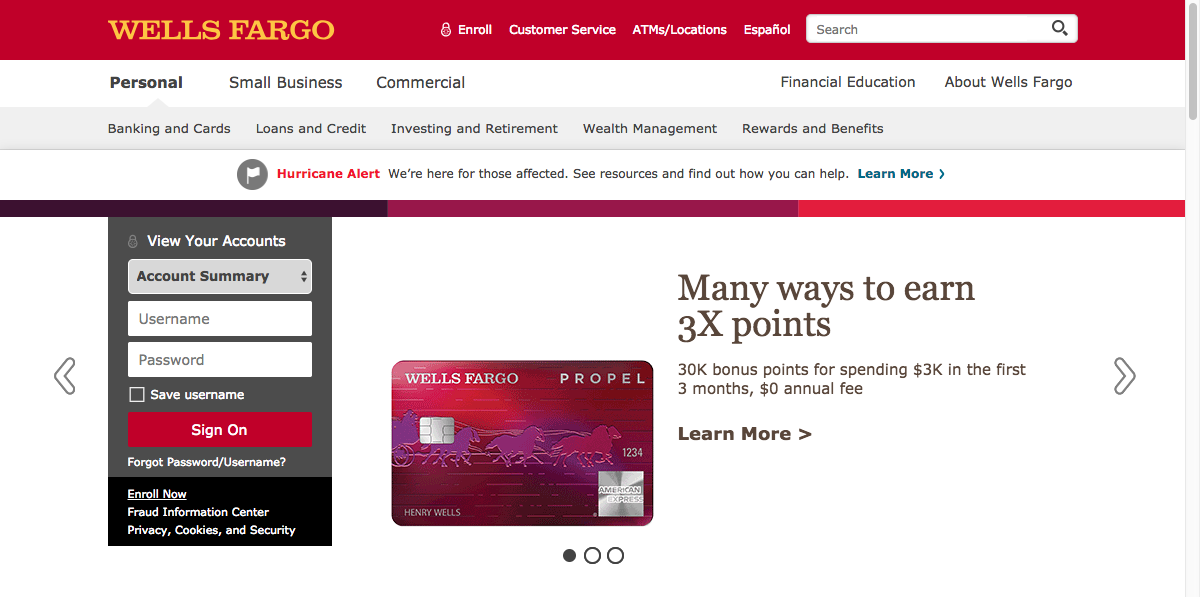 WELLS FARGO
Enroll
Customer Service
ATMs/Locations
Español
Search
Personal
Small Business
Commercial
Financial Education
About Wells Fargo
Banking and Cards
Loans and Credit
Investing and Retirement
Wealth Management
Rewards and Benefits
Hurricane Alert We’re here for those affected. See resources and find out how you can help. Learn More
View Your Accounts
Account Summary
Username
Password
Save username
Sign On
Forgot Password/Username?
Enroll Now
Fraud Information Center
Privacy, Cookies, and Security
WELLS FARGO
PROPEL
1234
AMERICAN
EXPRESS
HENRY WELLS
Many ways to earn
3X points
30K bonus points for spending $3K in the first
3 months, $0 annual fee
Learn More >